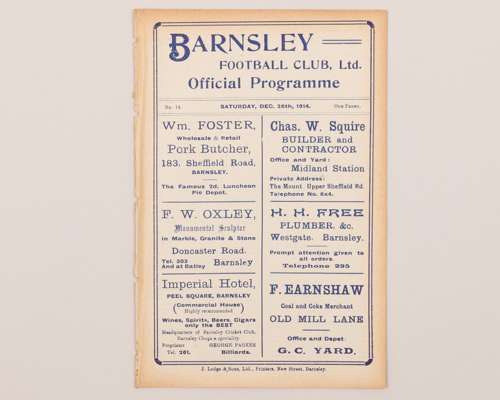 BARNSLEY
FOOTBALL CLUB, Ltd.
Official Programme
No. 14. SATURDAY, DEC. 26th, 1914. One Penny.
Wm. FOSTER,
Wholesale & Retail
Pork Butcher,
183. Sheffield Road,
BARNSLEY.
The Famous 2d. Luncheon
Pie Depot.
Chas. W. Squire
BUILDER and
CONTRACTOR
Office and Yard:
Midland Station
Private Address:
The Mount Upper Sheffield Rd.
Telephone No. 6x4.
F. W. OXLEY,
Monumental Sculptor
in Marble, Granite & Stone
Doncaster Road.
Tel. 303 Barnsley
And at Batley
H. H. FREE
PLUMBER. &c.
Westgate. Barnsley.
Prompt attention given to
all orders.
Telephone 295
Imperial Hotel,
PEEL SQUARE, BARNSLEY
(Commercial House)
Highly recommended
Wines, Spirits, Beers, Cigars
only the BEST
Headquarters of Barnsley Cricket Club.
Barnsley Chops a speciality.
Proprietor GEORGE PARKER
Tel. 261. Billiards.
F. EARNSHAW
Coal and Coke Merchant
OLD MILL LANE
Office and Depot:
G. C. YARD.
J. Lodge & Sons, Ltd., Printers, New Street, Barnsley.